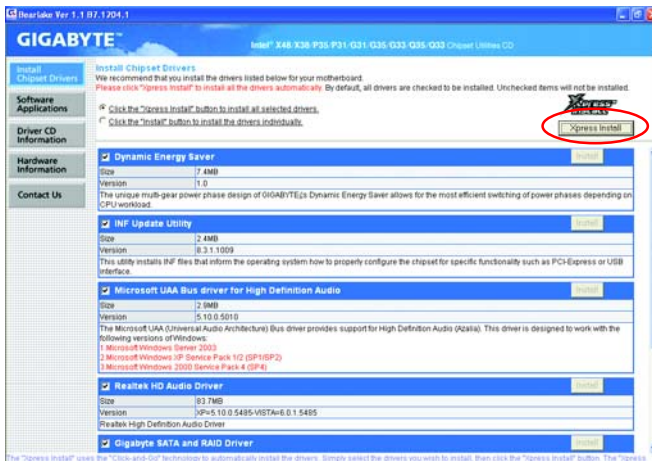 Bearlake Ver 1.1 B7.1204.1
GIGABYTE™
Intel® X48/X38/P35/P31/G31/G35/G33/Q35/Q33 Chipset Utilities CD
Install Chipset Drivers
Software Applications
Driver CD Information
Hardware Information
Contact Us
Install Chipset Drivers
We recommend that you install the drivers listed below for your motherboard.
Please click "Xpress Install" to install all the drivers automatically. By default, all drivers are checked to be installed. Unchecked items will not be installed.
Click the "Xpress Install" button to install all selected drivers.
Click the "Install" button to install the drivers individually.
Xpress
INSTALL
Xpress Install
Dynamic Energy Saver
Install
Size 7.4MB
Version 1.0
The unique multi-gear power phase design of GIGABYTE¡¦s Dynamic Energy Saver allows for the most efficient switching of power phases depending on
CPU workload.
INF Update Utility
Install
Size 2.4MB
Version 8.3.1.1009
This utility installs INF files that inform the operating system how to properly configure the chipset for specific functionality such as PCI-Express or USB
interface.
Microsoft UAA Bus driver for High Definition Audio
Install
Size 2.9MB
Version 5.10.0.5010
The Microsoft UAA (Universal Audio Architecture) Bus driver provides support for High Definition Audio (Azalia). This driver is designed to work with the
following versions of Windows:
1.Microsoft Windows Server 2003
2.Microsoft Windows XP Service Pack 1/2 (SP1/SP2)
3.Microsoft Windows 2000 Service Pack 4 (SP4)
Realtek HD Audio Driver
Install
Size 83.7MB
Version XP=5.10.0.5485-VISTA=6.0.1.5485
Realtek High Definition Audio Driver
Gigabyte SATA and RAID Driver
Install
The "Xpress Install" uses the "Click-and-Go" technology to automatically install the drivers. Simply select the drivers you wish to install, then click the "Xpress Install" button. The "Xpress